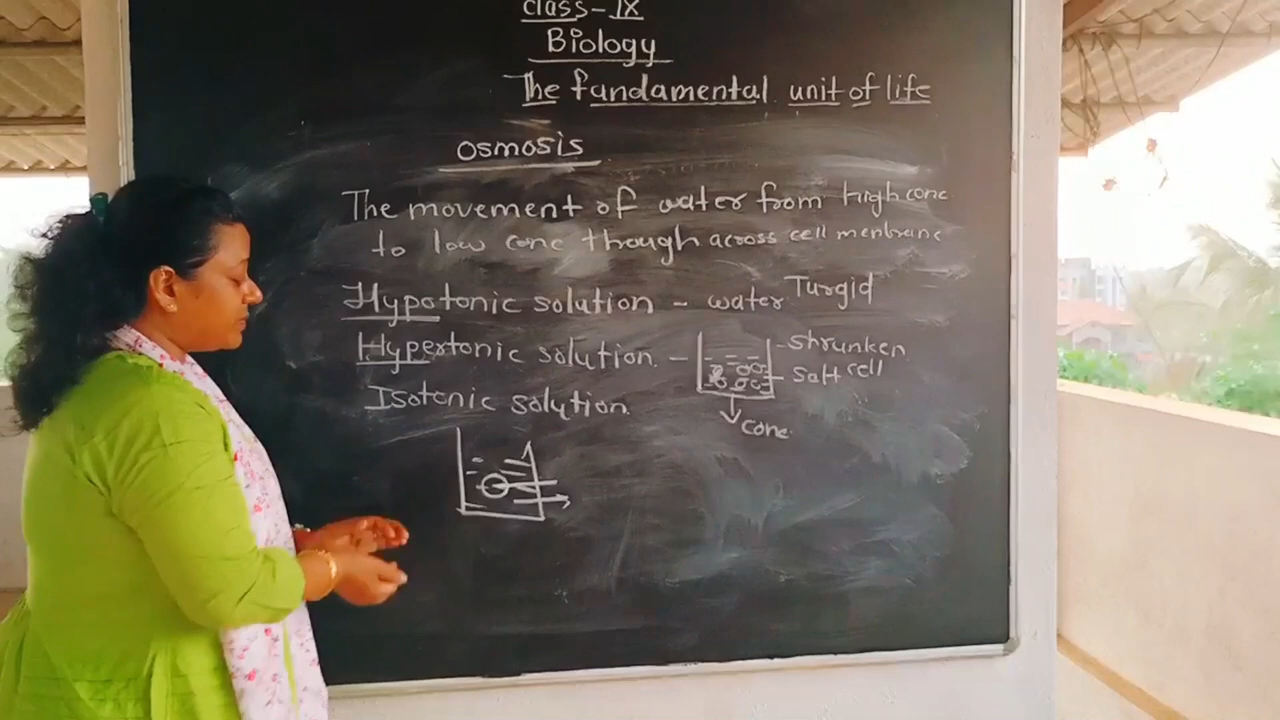 class-IX
Biology
The fundamental unit of life
osmosis
The movement of water from high conc
to low conc though across cell menbrane
Hypotonic solution - water Turgid
Hypertonic solution - shrunken
salt cell
Isotonic solution
conc